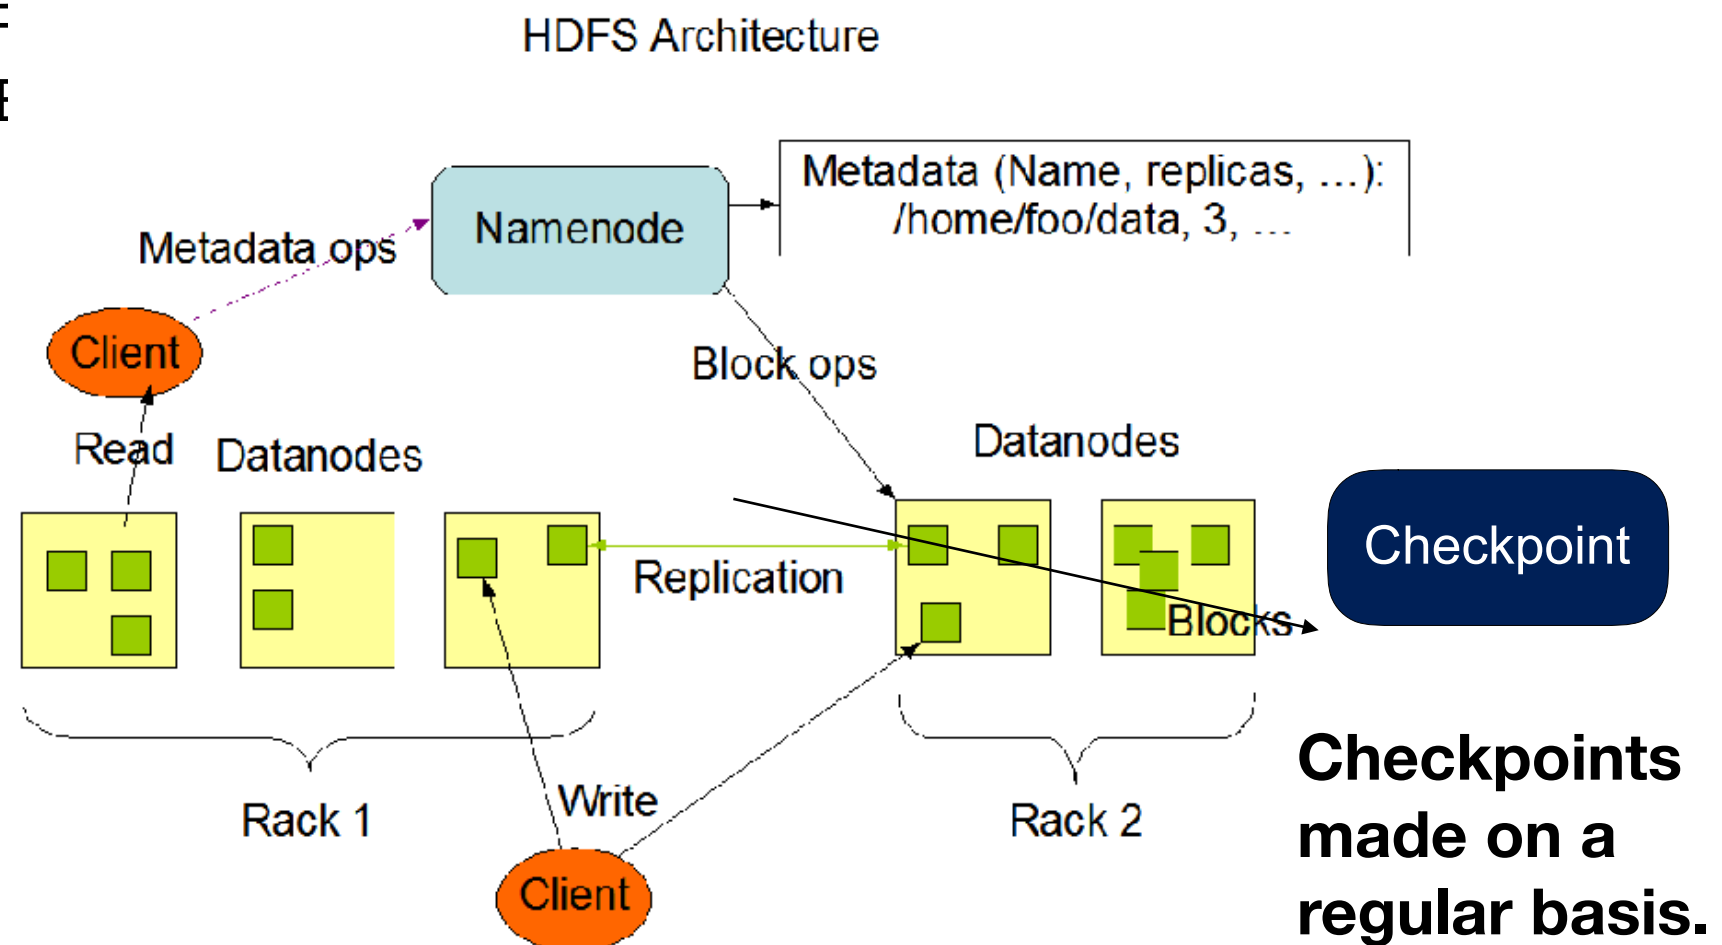 HDFS Architecture
Metadata (Name, replicas, ...):
/home/foo/data, 3, ...
Namenode
Metadata ops
Client
Block ops
Read
Datanodes
Datanodes
Checkpoint
Replication
Blocks
Rack 1
Write
Rack 2
Client
Checkpoints
made on a
regular basis.